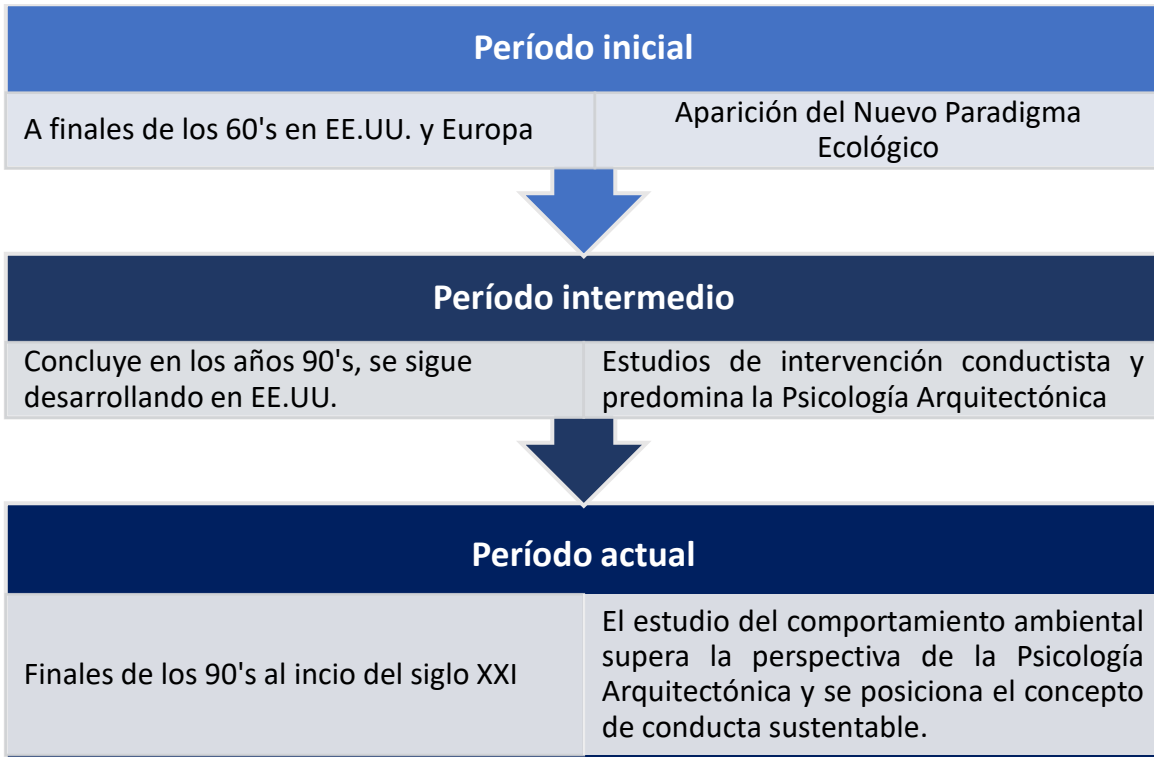 Período inicial
A finales de los 60's en EE.UU. y Europa
Aparición del Nuevo Paradigma
Ecológico
Período intermedio
Concluye en los años 90's, se sigue
desarrollando en EE.UU.
Estudios de intervención conductista y
predomina la Psicología Arquitectónica
Período actual
Finales de los 90's al incio del siglo XXI
El estudio del comportamiento ambiental
supera la perspectiva de la Psicología
Arquitectónica y se posiciona el concepto
de conducta sustentable.